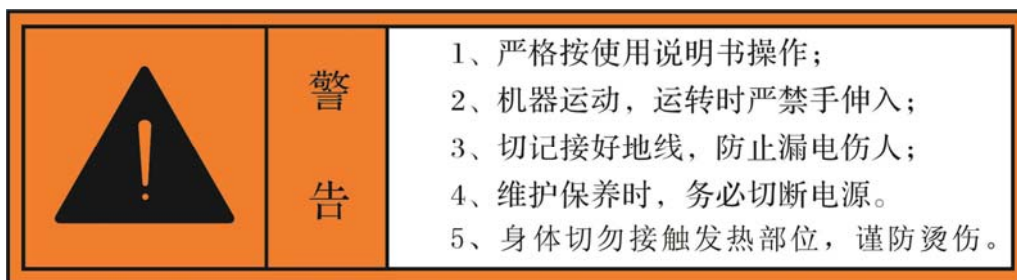 警告
1、严格按使用说明书操作;
2、机器运动,运转时严禁手伸入;
3、切记接好地线,防止漏电伤人;
4、维护保养时,务必切断电源。
5、身体切勿接触发热部位,谨防烫伤。